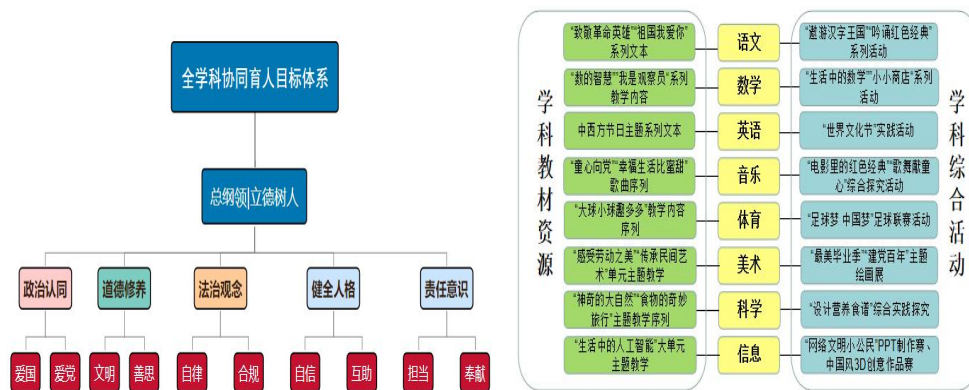 全学科协同育人目标体系
总纲领|立德树人
政治认同
道德修养
法治观念
健全人格
责任意识
爱国
爱党
文明
善思
自律
合规
自信
互助
担当
奉献
学科教材资源
“致敬革命英雄”“祖国我爱你”
系列文本
语文
“遨游汉字王国”“吟诵红色经典”
系列活动
“数的智慧”“我是观察员”系列
教学内容
数学
“生活中的数学”“小小商店”系列
活动
中西方节日主题系列文本
英语
“世界文化节”实践活动
“童心向党”“幸福生活比蜜甜”
歌曲序列
音乐
“电影里的红色经典”“歌舞献童
心”综合探究活动
“大球小球趣多多”教学内容
序列
体育
“足球梦 中国梦”足球联赛活动
“感受劳动之美”“传承民间艺
术”单元主题教学
美术
“最美毕业季”“建党百年”主题
绘画展
“神奇的大自然”“食物的奇妙
旅行”主题教学序列
科学
“设计营养食谱”综合实践探究
“生活中的人工智能”大单元
主题教学
信息
“网络文明小公民”PPT制作赛、
中国风3D创意作品赛
学科综合活动